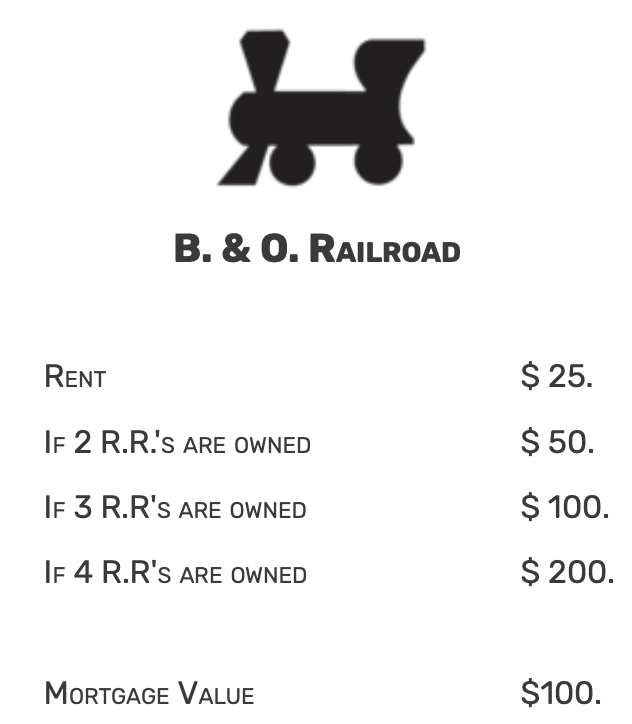 B. & O. Railroad
Rent $ 25.
If 2 R.R.'s are owned $ 50.
If 3 R.R's are owned $ 100.
If 4 R.R's are owned $ 200.
Mortgage Value $100.